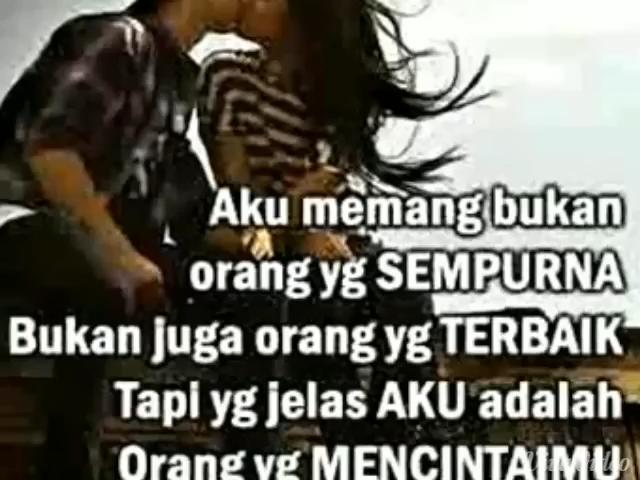 Aku memang bukan
orang yg SEMPURNA
Bukan juga orang yg TERBAIK
Tapi yg jelas AKU adalah
Orang yg MENCINTAIMU